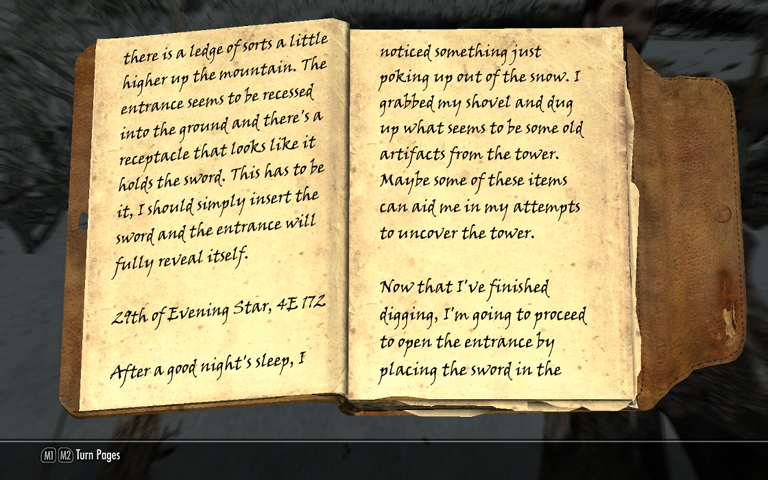 there is a ledge of sorts a little
higher up the mountain. The
entrance seems to be recessed
into the ground and there's a
receptacle that looks like it
holds the sword. This has to be
it, I should simply insert the
sword and the entrance will
fully reveal itself.
29th of Evening Star, 4E 172
After a good night's sleep, I
noticed something just
poking up out of the snow. I
grabbed my shovel and dug
up what seems to be some old
artifacts from the tower.
Maybe some of these items
can aid me in my attempts
to uncover the tower.
Now that I've finished
digging, I'm going to proceed
to open the entrance by
placing the sword in the
M1 M2 Turn Pages